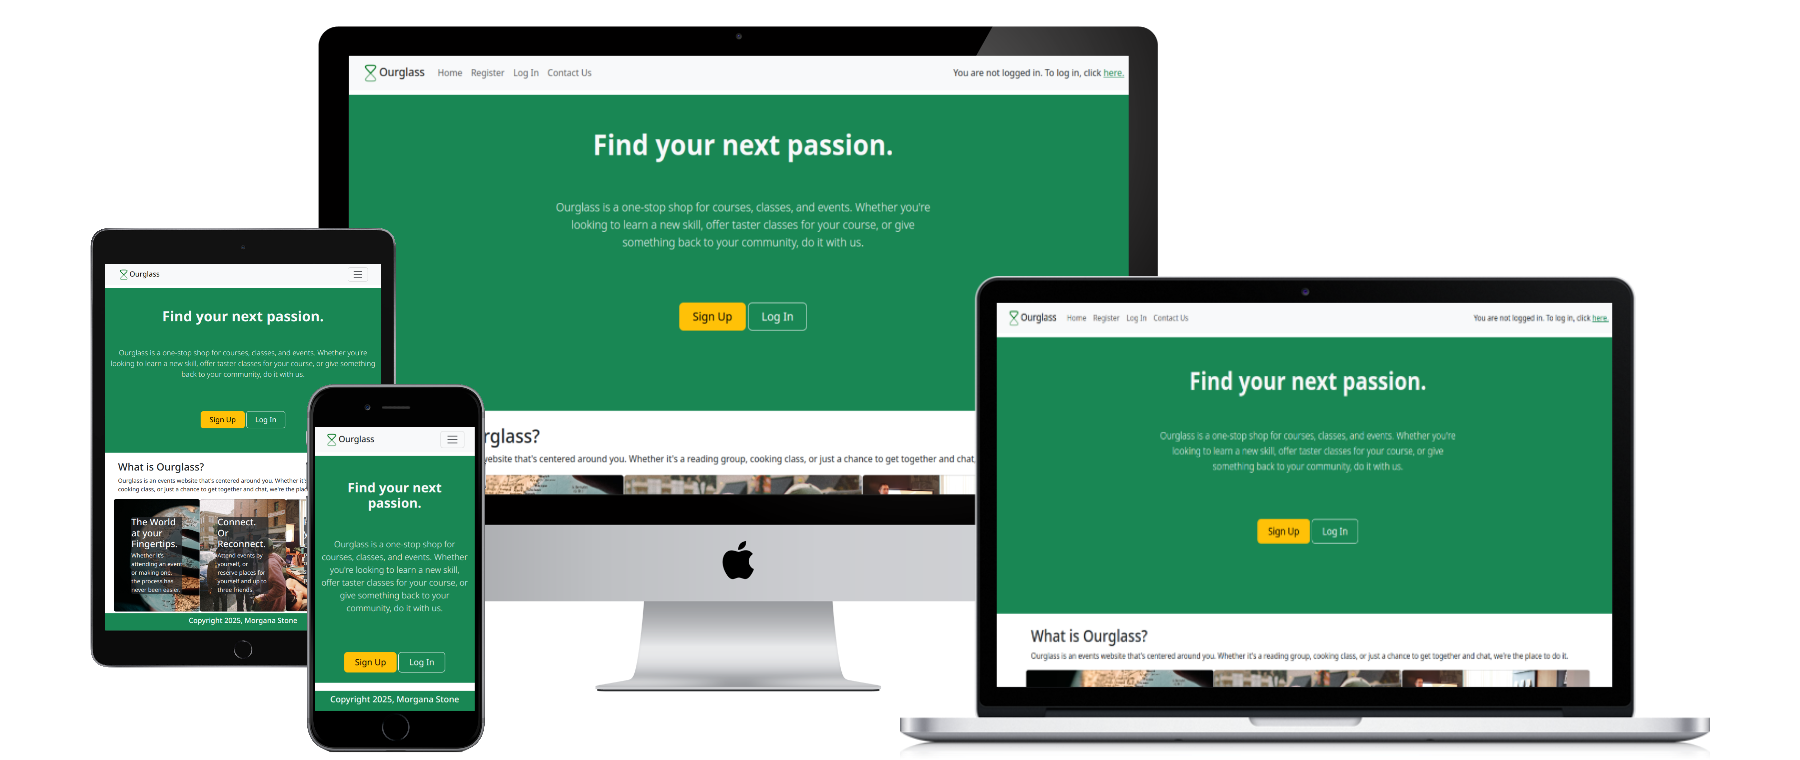 Ourglass Home Register Log In Contact Us You are not logged in. To log in, click here.
Find your next passion.
Ourglass is a one-stop shop for courses, classes, and events. Whether you're
looking to learn a new skill, offer taster classes for your course, or give
something back to your community, do it with us.
Sign Up Log In
rglass?
ebsite that's centered around you. Whether it's a reading group, cooking class, or just a chance to get together and chat,
Ourglass
Find your next passion.
Ourglass is a one-stop shop for courses, classes, and events. Whether you're
looking to learn a new skill, offer taster classes for your course, or give something
back to your community, do it with us.
Sign Up Log In
What is Ourglass?
Ourglass is an events website that's centered around you. Whether it's
cooking class, or just a chance to get together and chat, we're the place
The World
at your
Fingertips.
Whether it's
attending an event
or making one,
the process has
never been easier.
Connect.
Or
Reconnect.
Attend events by
yourself, or
reserve places for
yourself and up to
three friends.
Copyright 2025, Morgana Stone
Ourglass
Find your next
passion.
Ourglass is a one-stop shop for
courses, classes, and events. Whether
you're looking to learn a new skill,
offer taster classes for your course, or
give something back to your
community, do it with us.
Sign Up Log In
Copyright 2025, Morgana Stone
Ourglass Home Register Log In Contact Us You are not logged in. To log in, click here.
Find your next passion.
Ourglass is a one-stop shop for courses, classes, and events. Whether you're
looking to learn a new skill, offer taster classes for your course, or give
something back to your community, do it with us.
Sign Up Log In
What is Ourglass?
Ourglass is an events website that's centered around you. Whether it's a reading group, cooking class, or just a chance to get together and chat, we're the place to do it.